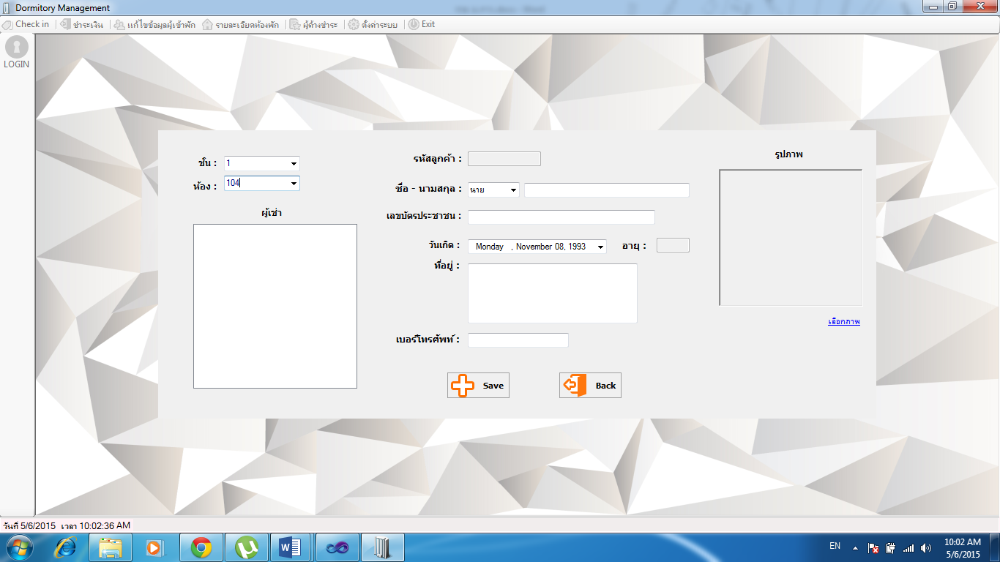 Dormitory Management
Check in ชำระเงิน แก้ไขข้อมูลผู้เข้าพัก รายละเอียดห้องพัก ผู้ค้างชำระ ตั้งค่าระบบ Exit
LOGIN
ชั้น : 1
ห้อง : 104
ผู้เช่า
รหัสลูกค้า :
ชื่อ - นามสกุล : นาย
เลขบัตรประชาชน :
วันเกิด : Monday , November 08, 1993 อายุ :
ที่อยู่ :
เบอร์โทรศัพท์ :
Save Back
รูปภาพ
เลือกภาพ
วันที่ 5/6/2015 เวลา 10:02:36 AM
EN 10:02 AM
5/6/2015